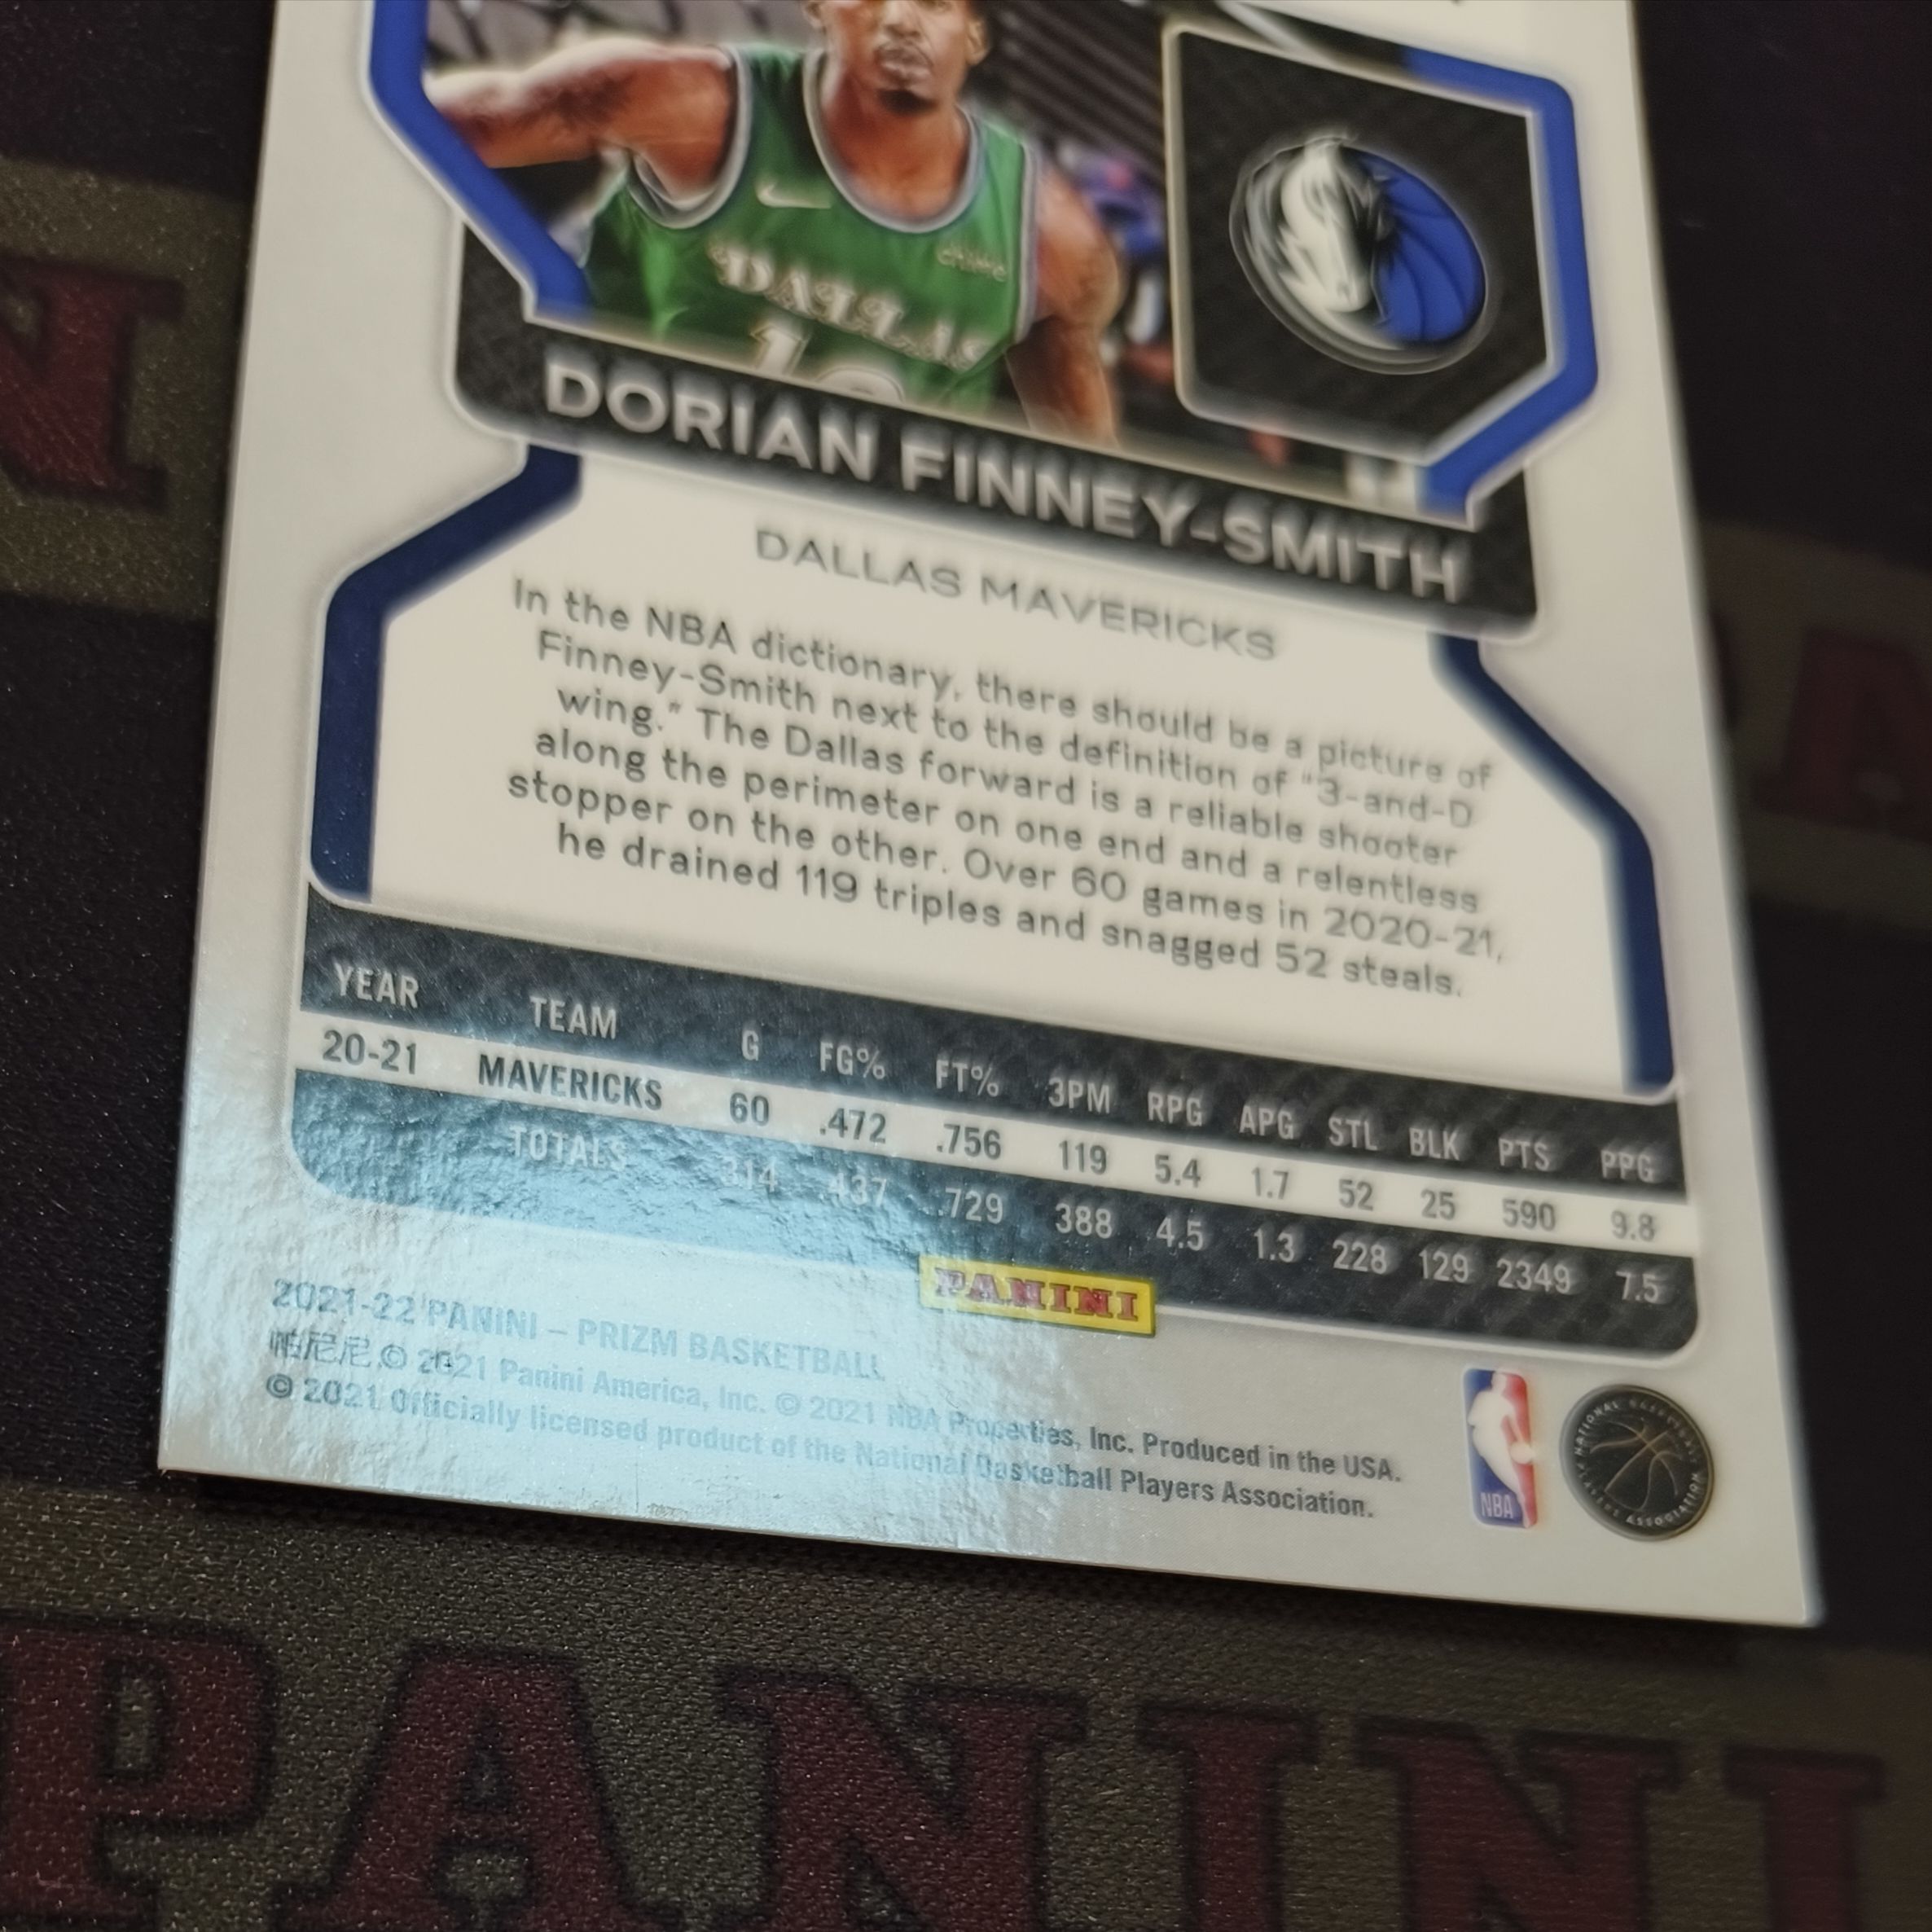 DALLAS
DORIAN FINNEY-SMITH
DALLAS MAVERICKS
In the NBA dictionary, there should be a picture of
Finney-Smith next to the definition of "3-and-D
wing." The Dallas forward is a reliable shooter
along the perimeter on one end and a relentless
stopper on the other. Over 60 games in 2020-21,
he drained 119 triples and snagged 52 steals.
YEAR TEAM G FG% FT% 3PM RPG APG STL BLK PTS PPG
20-21 MAVERICKS 60 .472 .756 119 5.4 1.7 52 25 590 9.8
TOTALS 314 .437 .729 388 4.5 1.3 228 129 2349 7.5
PANINI
2021-22 PANINI – PRIZM BASKETBALL
帕尼尼.© 2021 Panini America, Inc. © 2021 NBA Properties, Inc. Produced in the USA.
© 2021 Officially licensed product of the National Basketball Players Association.
NBA
NATIONAL BASKETBALL PLAYERS ASSOCIATION
PANINI